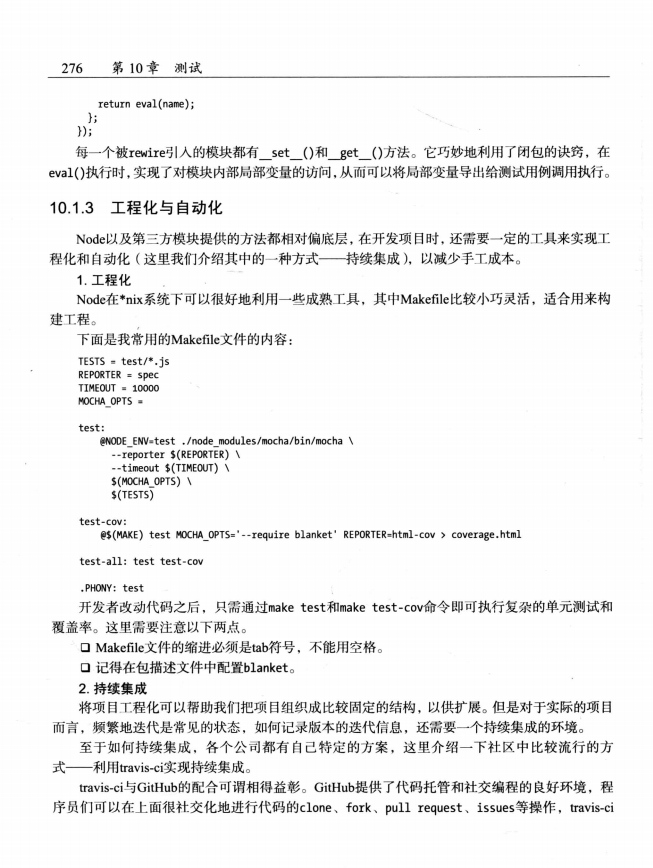 276 第10章 测试
return eval(name);
};
});
每一个被rewire引入的模块都有__set__()和__get__()方法。它巧妙地利用了闭包的诀窍，在
eval()执行时，实现了对模块内部局部变量的访问，从而可以将局部变量导出给测试用例调用执行。
10.1.3 工程化与自动化
Node以及第三方模块提供的方法都相对偏底层，在开发项目时，还需要一定的工具来实现工
程化和自动化（这里我们介绍其中的一种方式——持续集成），以减少手工成本。
1. 工程化
Node在*nix系统下可以很好地利用一些成熟工具，其中Makefile比较小巧灵活，适合用来构
建工程。
下面是我常用的Makefile文件的内容：
TESTS = test/*.js
REPORTER = spec
TIMEOUT = 10000
MOCHA_OPTS =
test:
@NODE_ENV=test ./node_modules/mocha/bin/mocha \
--reporter $(REPORTER) \
--timeout $(TIMEOUT) \
$(MOCHA_OPTS) \
$(TESTS)
test-cov:
@$(MAKE) test MOCHA_OPTS='--require blanket' REPORTER=html-cov > coverage.html
test-all: test test-cov
.PHONY: test
开发者改动代码之后，只需通过make test和make test-cov命令即可执行复杂的单元测试和
覆盖率。这里需要注意以下两点。
❑ Makefile文件的缩进必须是tab符号，不能用空格。
❑ 记得在包描述文件中配置blanket。
2. 持续集成
将项目工程化可以帮助我们把项目组织成比较固定的结构，以供扩展。但是对于实际的项目
而言，频繁地迭代是常见的状态，如何记录版本的迭代信息，还需要一个持续集成的环境。
至于如何持续集成，各个公司都有自己特定的方案，这里介绍一下社区中比较流行的方
式——利用travis-ci实现持续集成。
travis-ci与GitHub的配合可谓相得益彰。GitHub提供了代码托管和社交编程的良好环境，程
序员们可以在上面很社交化地进行代码的clone、fork、pull request、issues等操作，travis-ci